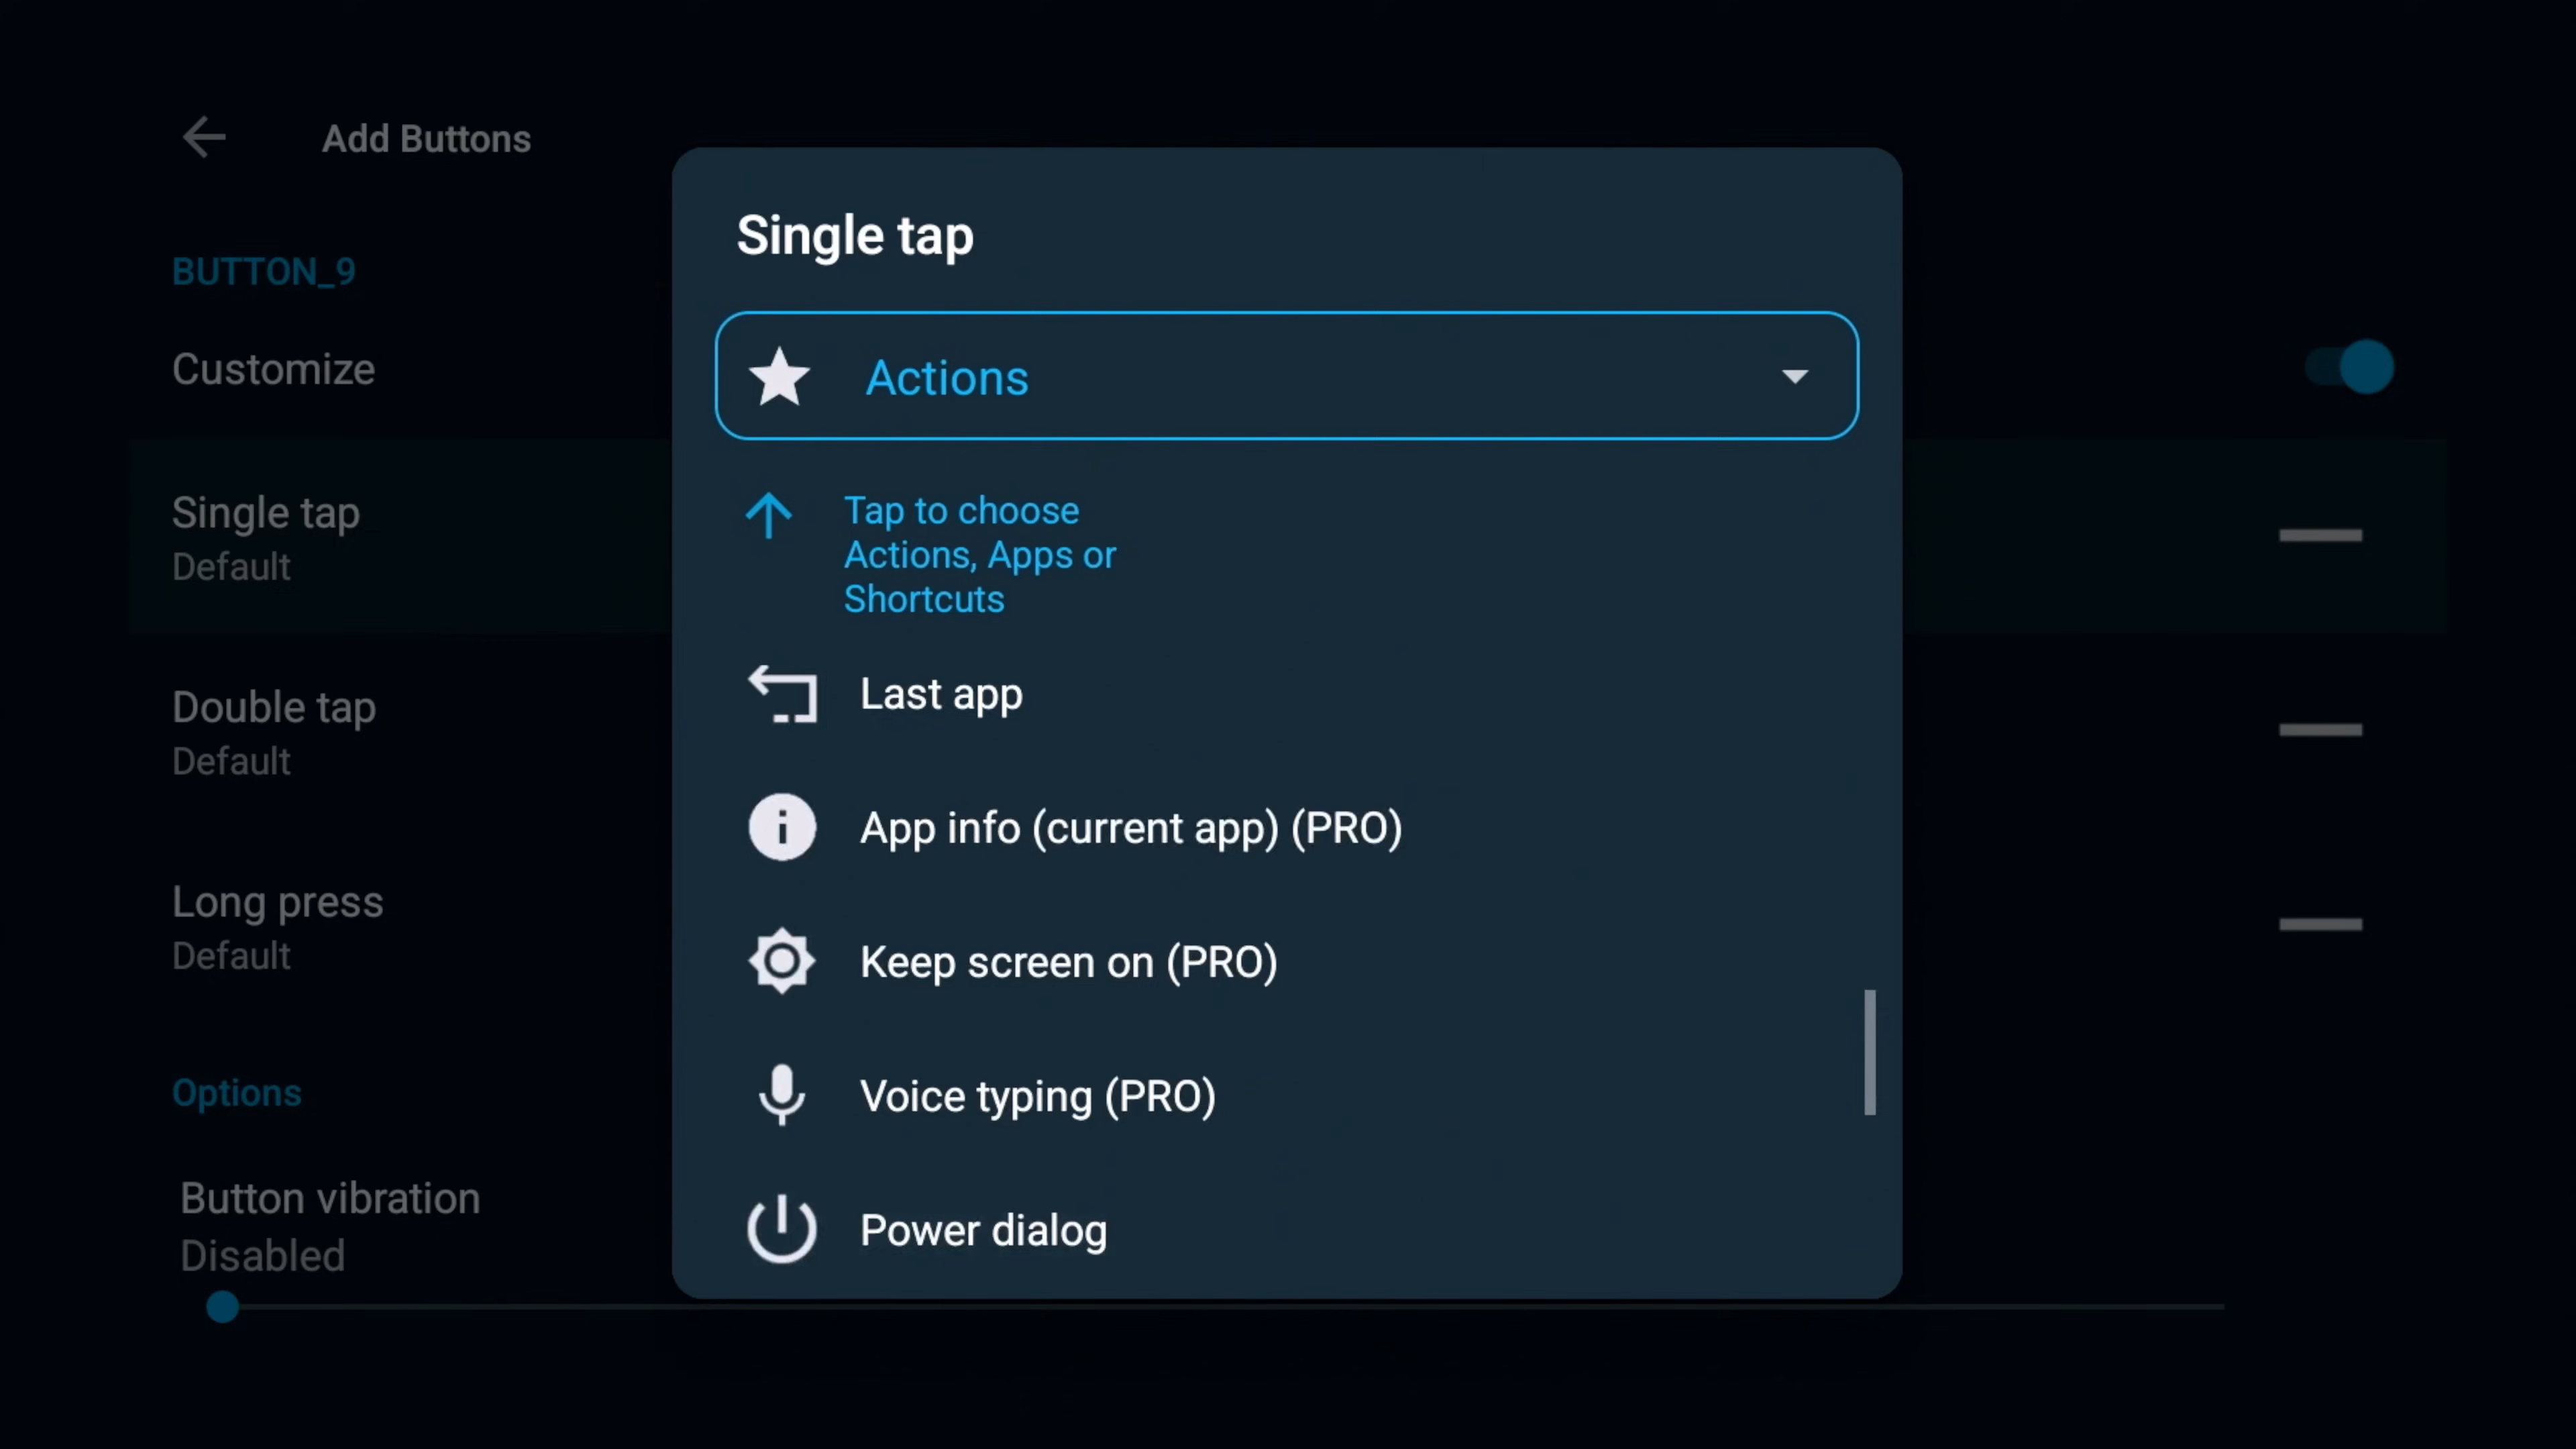 Add Buttons
BUTTON_9
Customize
Single tap
Default
Double tap
Default
Long press
Default
Options
Button vibration
Disabled
Single tap
Actions
Tap to choose
Actions, Apps or
Shortcuts
Last app
App info (current app) (PRO)
Keep screen on (PRO)
Voice typing (PRO)
Power dialog